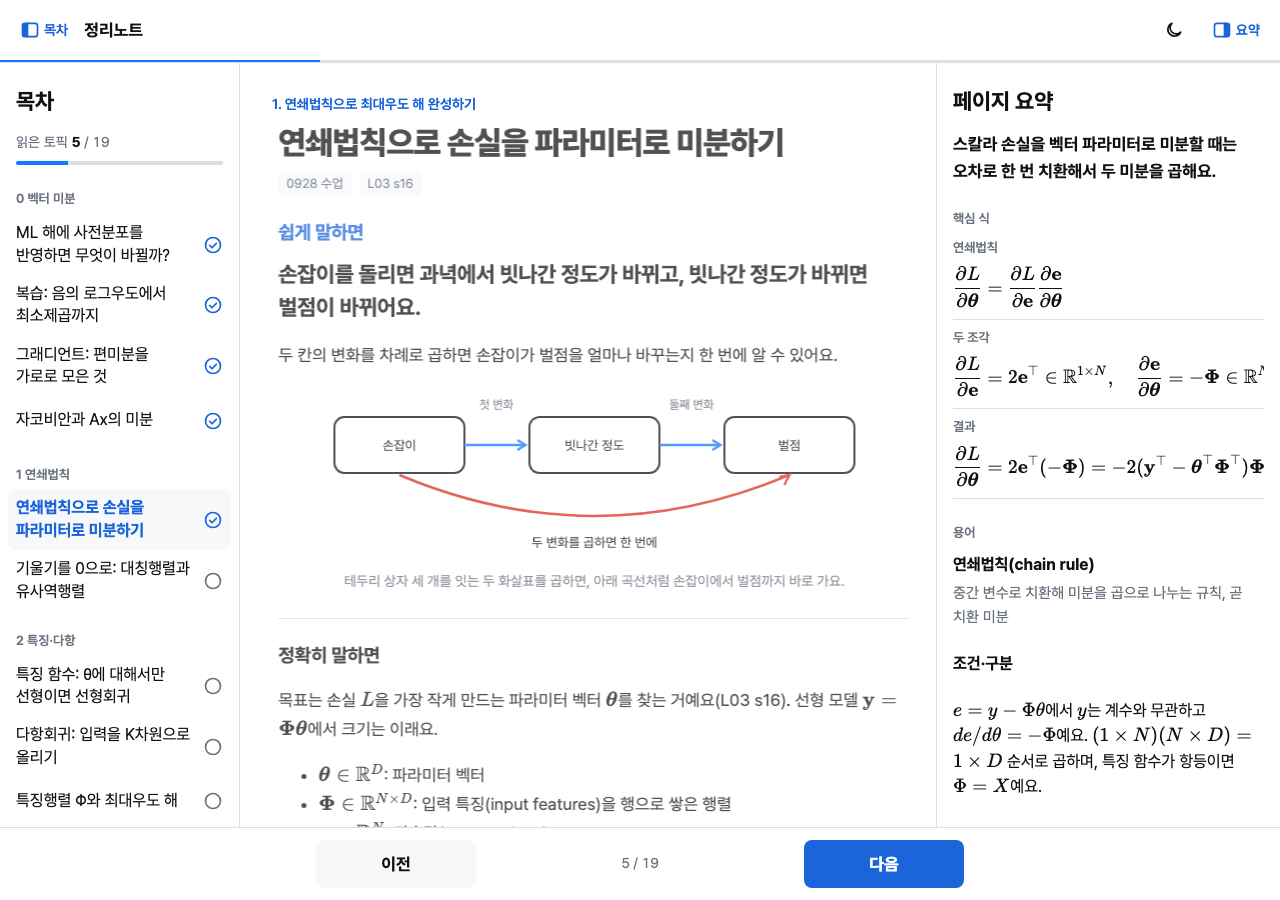 목차 정리노트 요약
목차
읽은 토픽 5 / 19
0 벡터 미분
ML 해에 사전분포를
반영하면 무엇이 바뀔까?
복습: 음의 로그우도에서
최소제곱까지
그래디언트: 편미분을
가로로 모은 것
자코비안과 Ax의 미분
1 연쇄법칙
연쇄법칙으로 손실을
파라미터로 미분하기
기울기를 0으로: 대칭행렬과
유사역행렬
2 특징·다항
특징 함수: θ에 대해서만
선형이면 선형회귀
다항회귀: 입력을 K차원으로
올리기
특징행렬 Φ와 최대우도 해
1. 연쇄법칙으로 최대우도 해 완성하기
연쇄법칙으로 손실을 파라미터로 미분하기
0928 수업 L03 s16
쉽게 말하면
손잡이를 돌리면 과녁에서 빗나간 정도가 바뀌고, 빗나간 정도가 바뀌면
벌점이 바뀌어요.
두 칸의 변화를 차례로 곱하면 손잡이가 벌점을 얼마나 바꾸는지 한 번에 알 수 있어요.
첫 변화 둘째 변화
손잡이 빗나간 정도 벌점
두 변화를 곱하면 한 번에
테두리 상자 세 개를 잇는 두 화살표를 곱하면, 아래 곡선처럼 손잡이에서 벌점까지 바로 가요.
정확히 말하면
목표는 손실 L을 가장 작게 만드는 파라미터 벡터 θ를 찾는 거예요(L03 s16). 선형 모델 y =
Φθ에서 크기는 이래요.
• θ ∈ ℝ^D: 파라미터 벡터
• Φ ∈ ℝ^{N×D}: 입력 특징(input features)을 행으로 쌓은 행렬
페이지 요약
스칼라 손실을 벡터 파라미터로 미분할 때는
오차로 한 번 치환해서 두 미분을 곱해요.
핵심 식
연쇄법칙
∂L/∂θ = ∂L/∂e ∂e/∂θ
두 조각
∂L/∂e = 2e^⊤ ∈ ℝ^{1×N}, ∂e/∂θ = −Φ ∈ ℝ
결과
∂L/∂θ = 2e^⊤(−Φ) = −2(y^⊤ − θ^⊤Φ^⊤)Φ
용어
연쇄법칙(chain rule)
중간 변수로 치환해 미분을 곱으로 나누는 규칙, 곧
치환 미분
조건·구분
e = y − Φθ에서 y는 계수와 무관하고
de/dθ = −Φ예요. (1 × N)(N × D) =
1 × D 순서로 곱하며, 특징 함수가 항등이면
Φ = X예요.
이전 5 / 19 다음